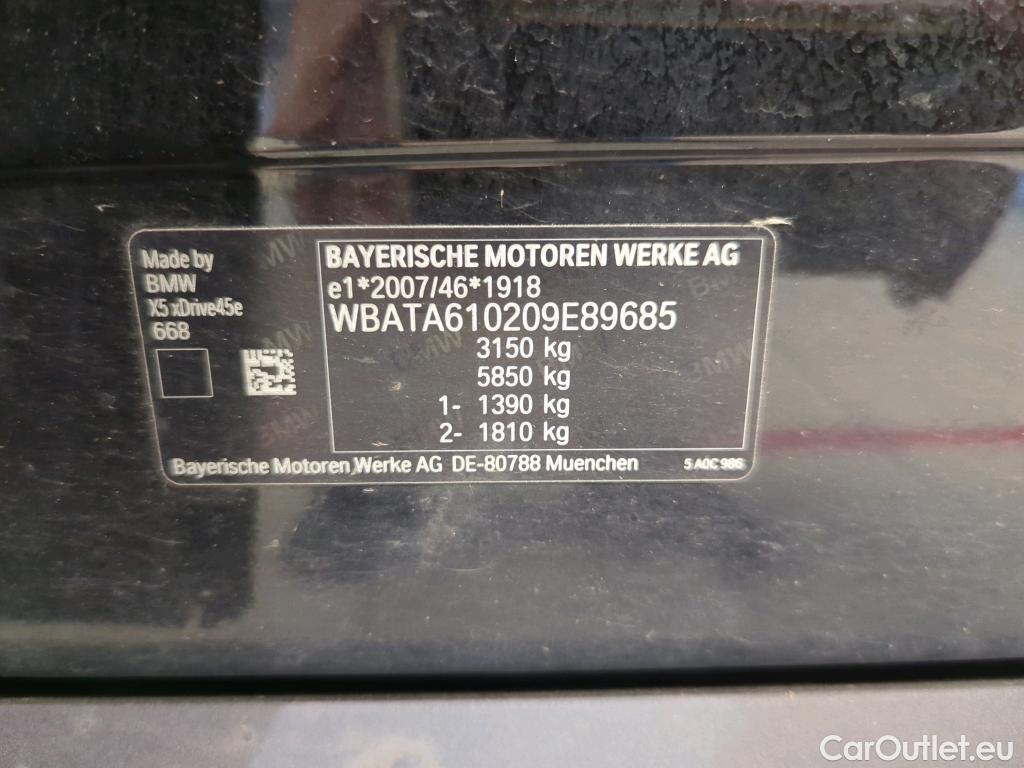 Made by
BMW
X5 xDrive45e
668
BAYERISCHE MOTOREN WERKE AG
e1*2007/46*1918
WBATA610209E89685
3150 kg
5850 kg
1- 1390 kg
2- 1810 kg
Bayerische Motoren Werke AG DE-80788 Muenchen
5 A0C 986
CarOutlet.eu